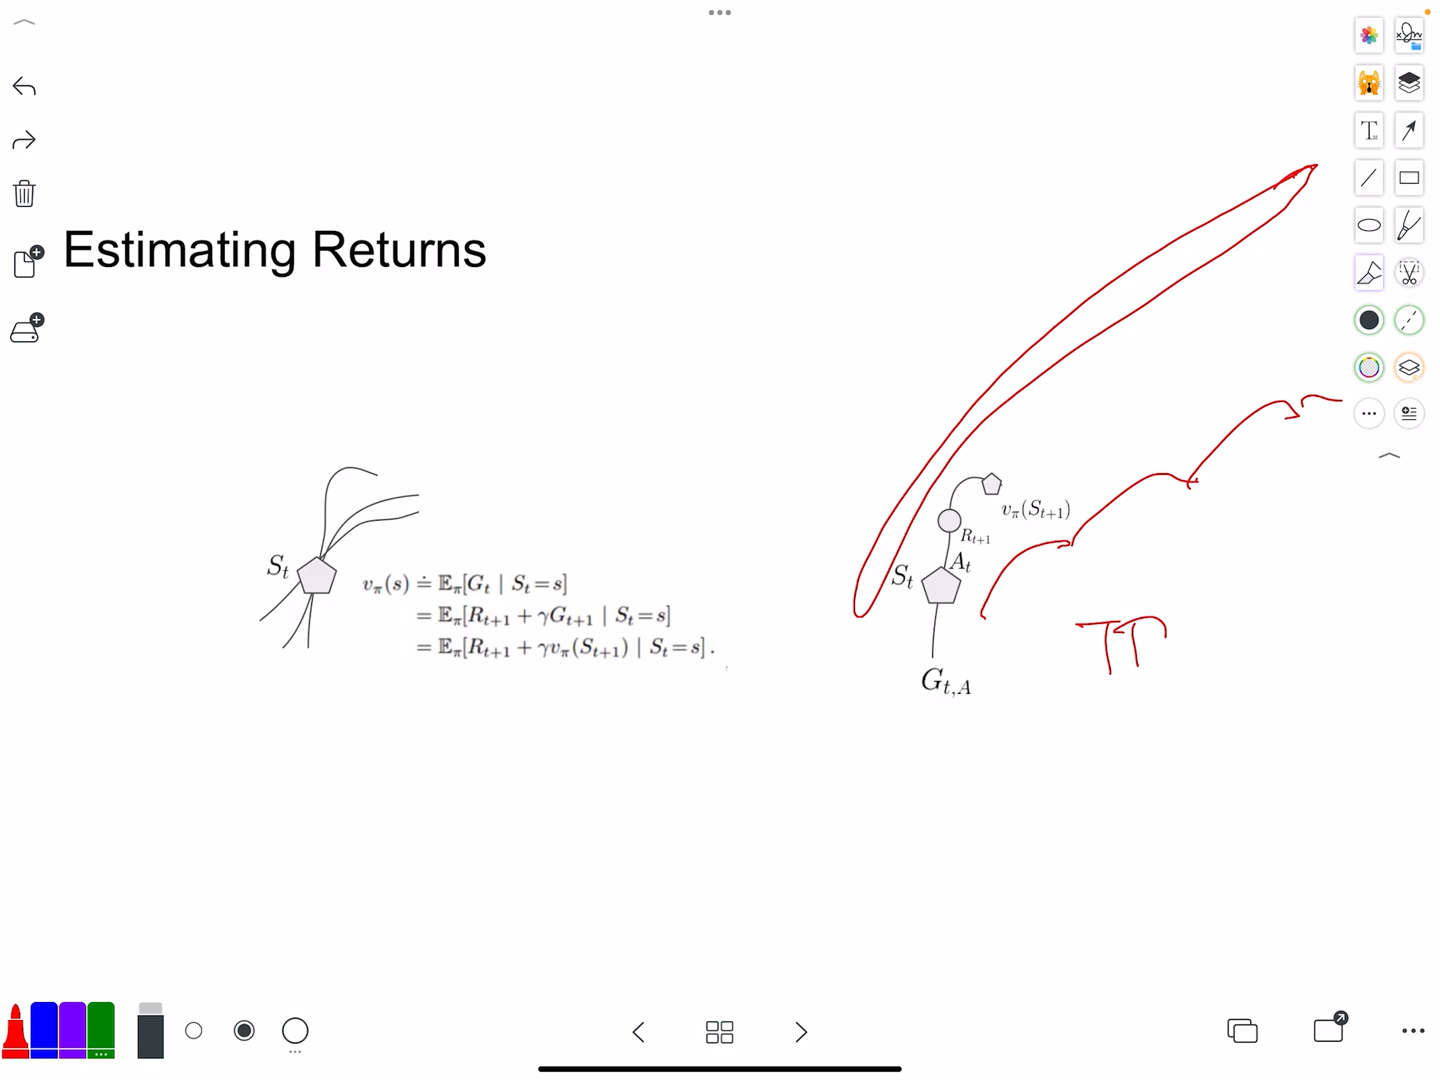 Estimating Returns
S_t
v_π(s) ≐ 𝔼_π[G_t | S_t=s]
= 𝔼_π[R_{t+1} + γG_{t+1} | S_t=s]
= 𝔼_π[R_{t+1} + γv_π(S_{t+1}) | S_t=s].
v_π(S_{t+1})
R_{t+1}
A_t
S_t
G_{t,A}